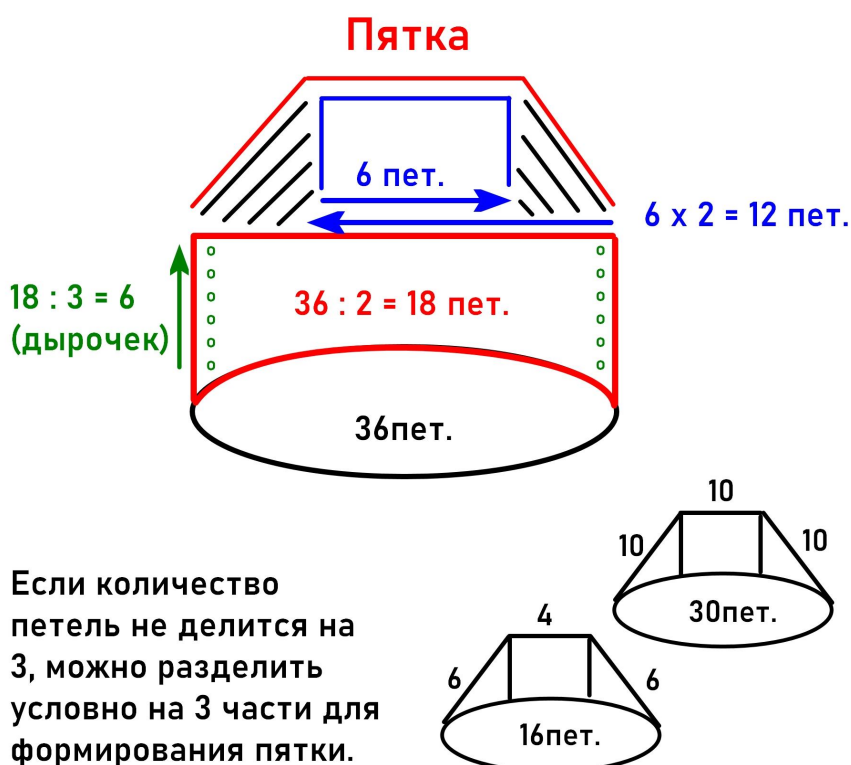 Пятка
6 пет.
6 x 2 = 12 пет.
18 : 3 = 6
(дырочек)
36 : 2 = 18 пет.
36пет.
10
10
10
30пет.
4
6
6
16пет.
Если количество
петель не делится на
3, можно разделить
условно на 3 части для
формирования пятки.